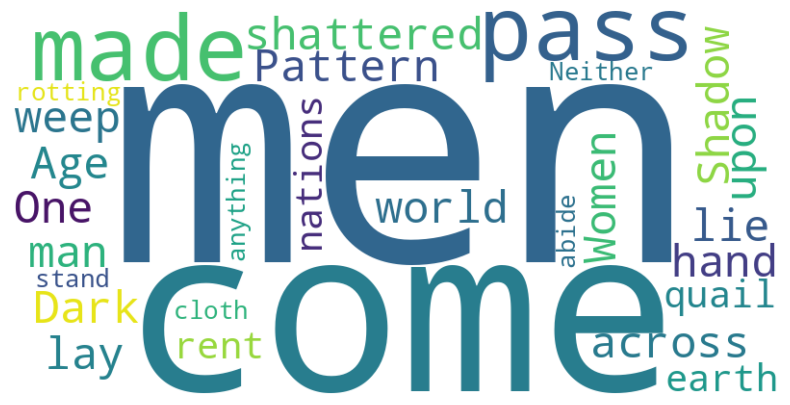 made
shattered
pass
Pattern
Neither
rotting
weep
men
Shadow
upon
nations
anything
Age
Women
abide
One
world
lie
man
hand
stand
come
Dark
cloth
quail
rent
across
lay
earth